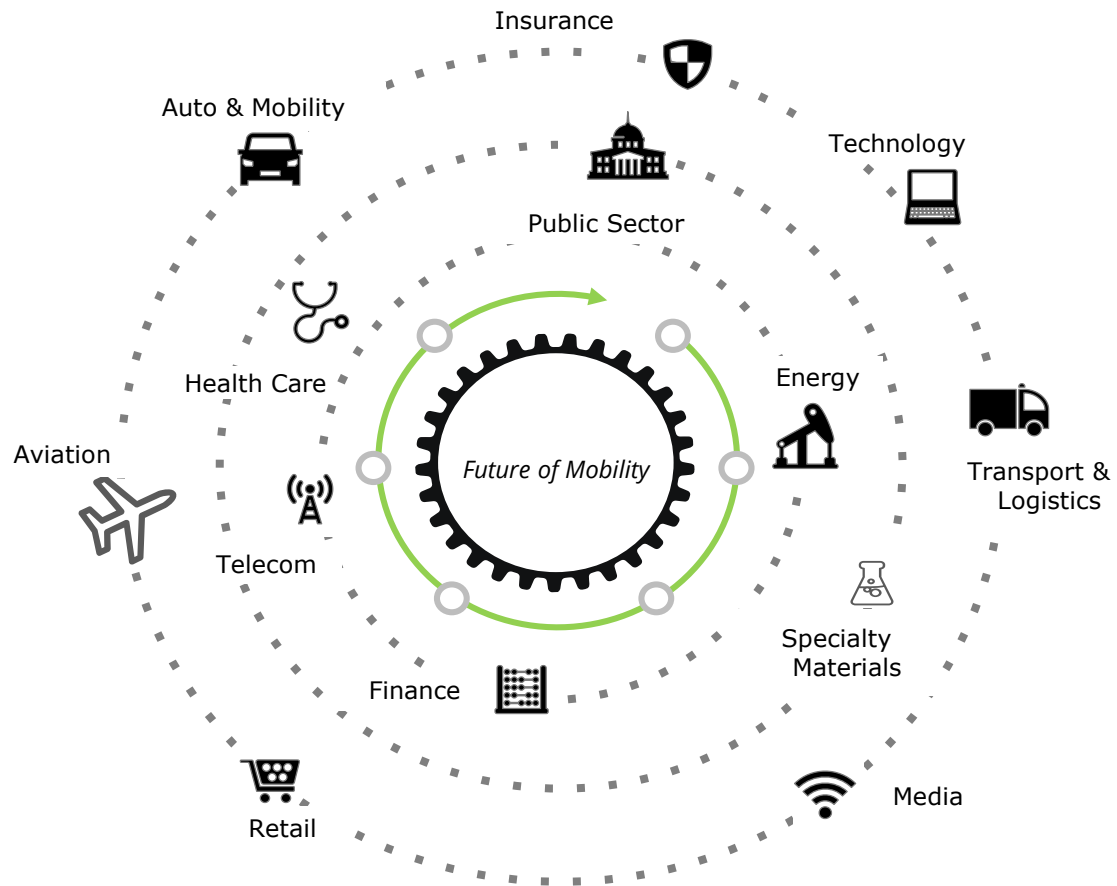 Insurance
Auto & Mobility
Technology
Public Sector
Health Care
Energy
Aviation
Future of Mobility
Transport &
Logistics
Telecom
Specialty
Materials
Finance
Media
Retail